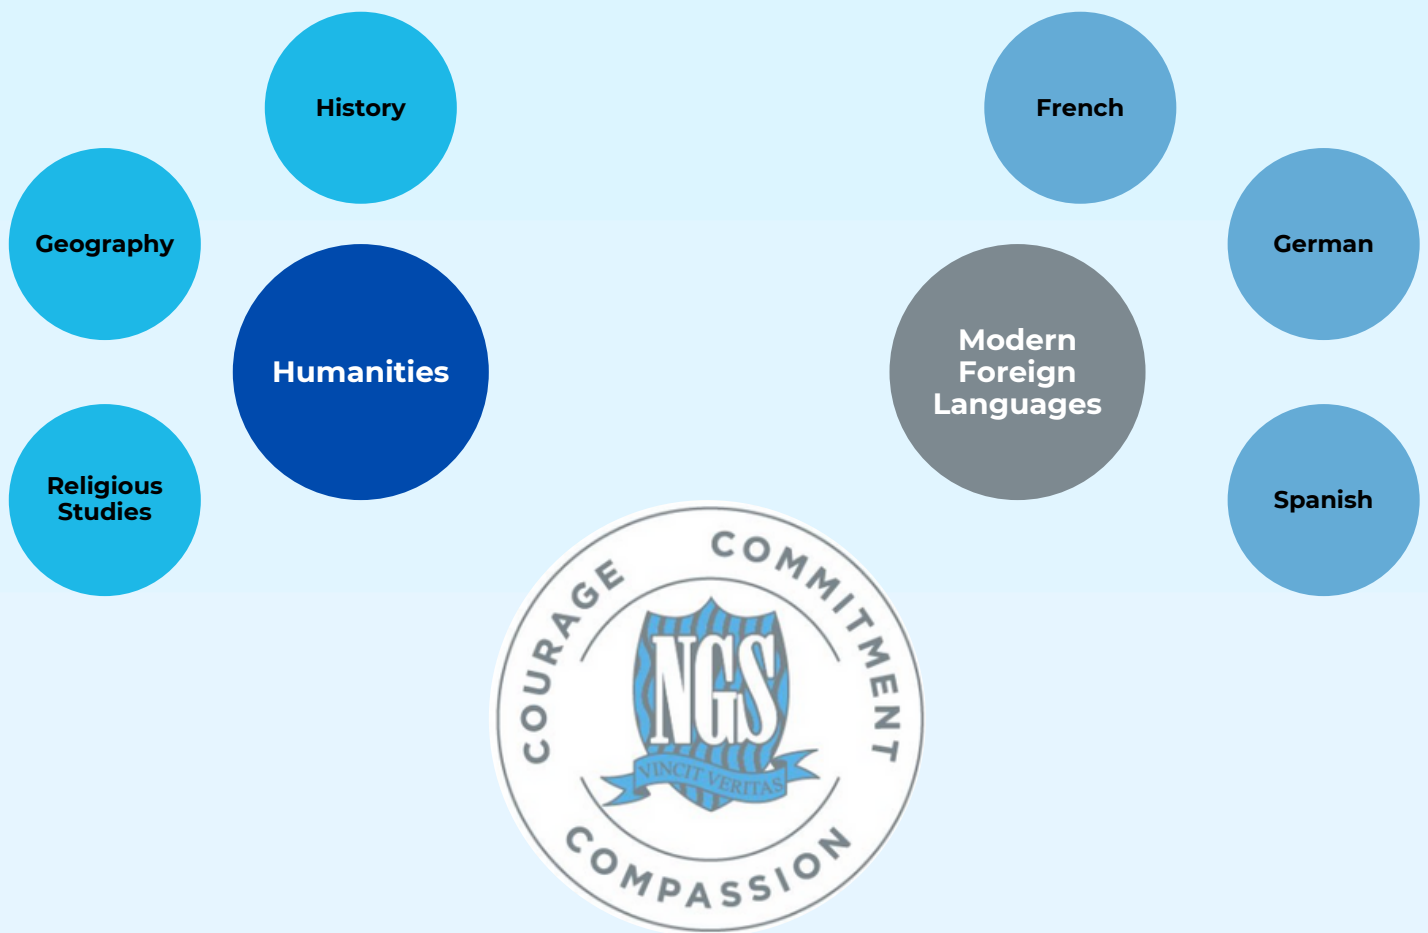 History
Geography
Humanities
Religious
Studies
French
German
Modern
Foreign
Languages
Spanish
COURAGE
COMMITMENT
COMPASSION
NGS
VINCIT VERITAS